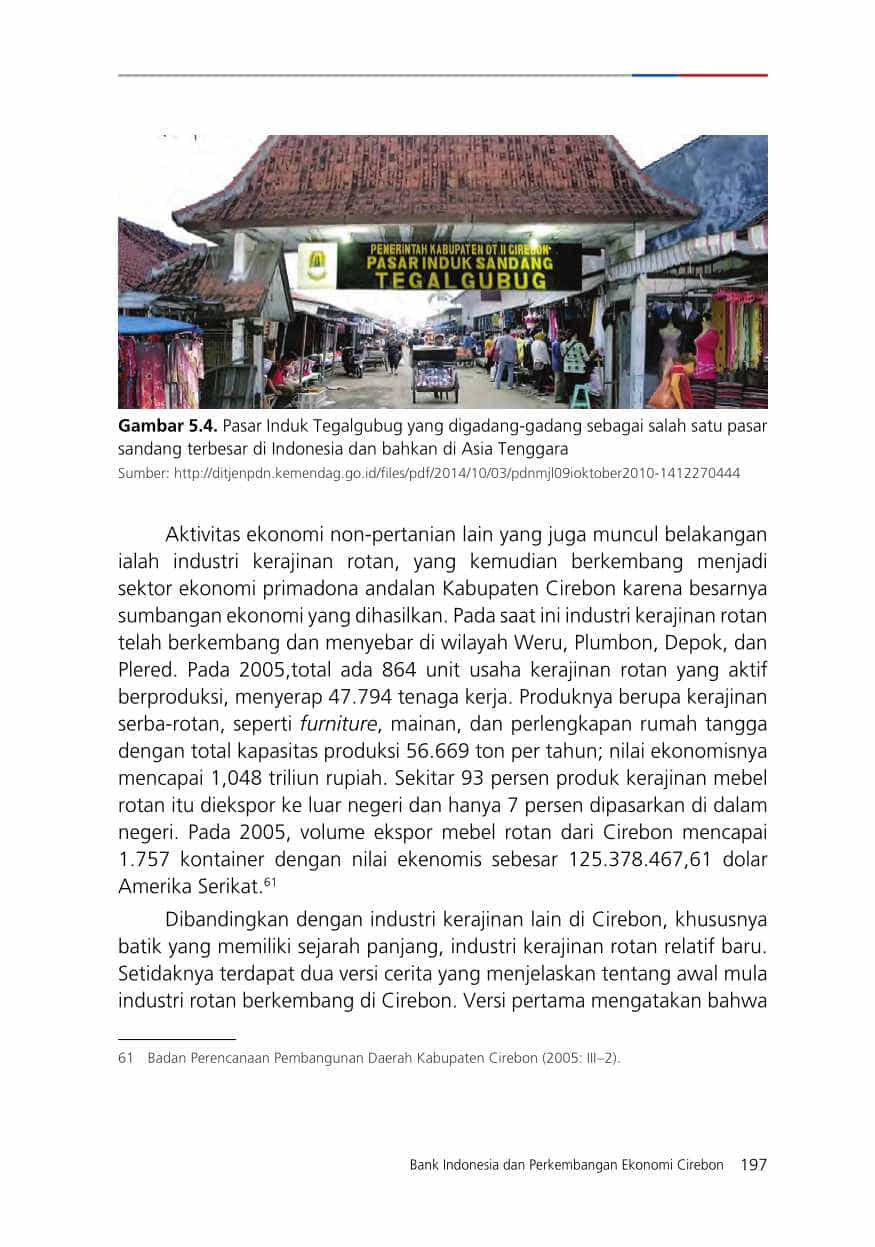 PEMERINTAH KABUPATEN DT II CIREBON
PASAR INDUK SANDANG
TEGALGUBUG
Gambar 5.4. Pasar Induk Tegalgubug yang digadang-gadang sebagai salah satu pasar
sandang terbesar di Indonesia dan bahkan di Asia Tenggara
Sumber: http://ditjenpdn.kemendag.go.id/files/pdf/2014/10/03/pdnmjl09ioktober2010-1412270444
Aktivitas ekonomi non-pertanian lain yang juga muncul belakangan
ialah industri kerajinan rotan, yang kemudian berkembang menjadi
sektor ekonomi primadona andalan Kabupaten Cirebon karena besarnya
sumbangan ekonomi yang dihasilkan. Pada saat ini industri kerajinan rotan
telah berkembang dan menyebar di wilayah Weru, Plumbon, Depok, dan
Plered. Pada 2005,total ada 864 unit usaha kerajinan rotan yang aktif
berproduksi, menyerap 47.794 tenaga kerja. Produknya berupa kerajinan
serba-rotan, seperti furniture, mainan, dan perlengkapan rumah tangga
dengan total kapasitas produksi 56.669 ton per tahun; nilai ekonomisnya
mencapai 1,048 triliun rupiah. Sekitar 93 persen produk kerajinan mebel
rotan itu diekspor ke luar negeri dan hanya 7 persen dipasarkan di dalam
negeri. Pada 2005, volume ekspor mebel rotan dari Cirebon mencapai
1.757 kontainer dengan nilai ekenomis sebesar 125.378.467,61 dolar
Amerika Serikat.61
Dibandingkan dengan industri kerajinan lain di Cirebon, khususnya
batik yang memiliki sejarah panjang, industri kerajinan rotan relatif baru.
Setidaknya terdapat dua versi cerita yang menjelaskan tentang awal mula
industri rotan berkembang di Cirebon. Versi pertama mengatakan bahwa
61 Badan Perencanaan Pembangunan Daerah Kabupaten Cirebon (2005: III–2).
Bank Indonesia dan Perkembangan Ekonomi Cirebon 197